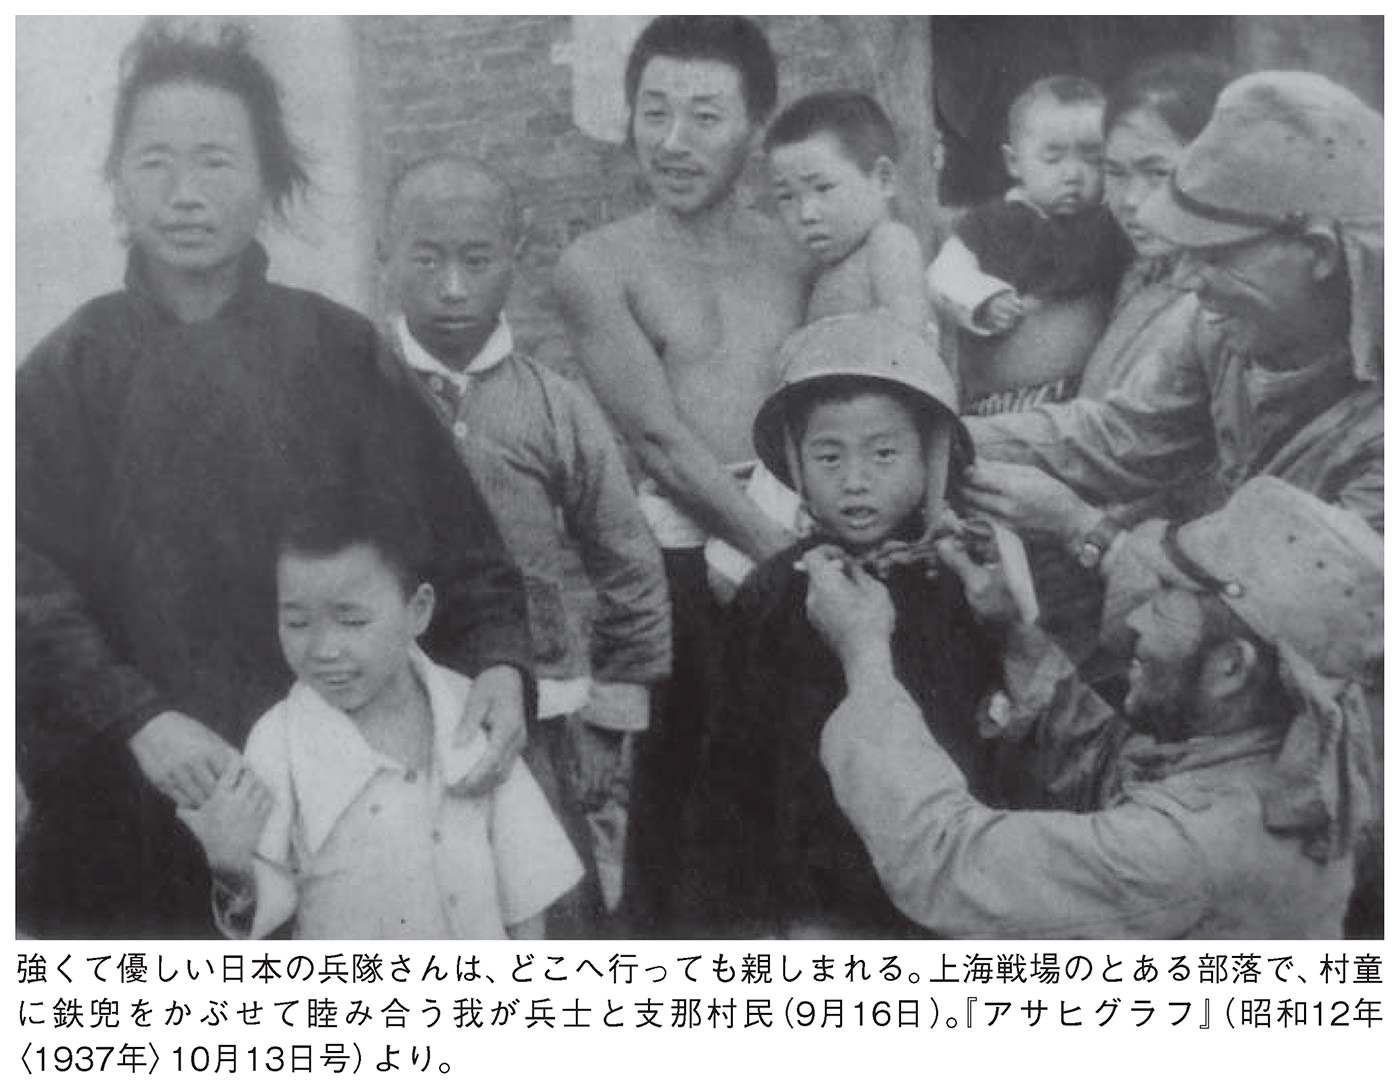 強くて優しい日本の兵隊さんは、どこへ行っても親しまれる。上海戦場のとある部落で、村童
に鉄兜をかぶせて睦み合う我が兵士と支那村民（9月16日）。『アサヒグラフ』（昭和12年
〈1937年〉10月13日号）より。